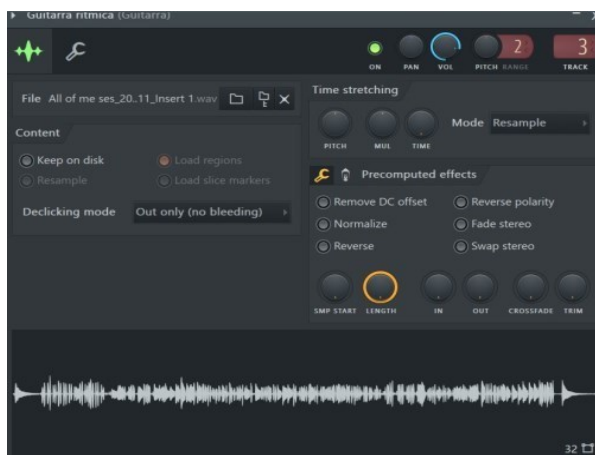 Guitarra rítmica (Guitarra)
2
3
ON PAN VOL PITCH RANGE TRACK
File All of me ses_20..11_Insert 1.wav
Content
Keep on disk Load regions
Resample Load slice markers
Declicking mode Out only (no bleeding)
Time stretching
PITCH MUL TIME
Mode Resample
Precomputed effects
Remove DC offset Reverse polarity
Normalize Fade stereo
Reverse Swap stereo
SMP START LENGTH IN OUT CROSSFADE TRIM
32